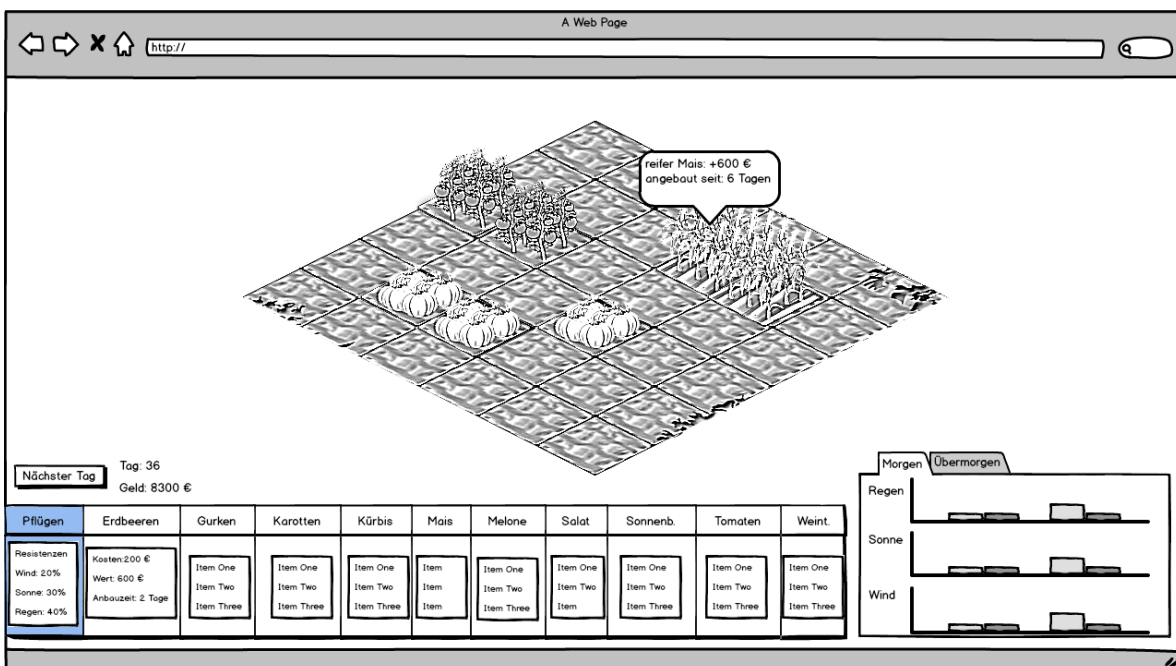 A Web Page
http://
reifer Mais: +600 €
angebaut seit: 6 Tagen
Nächster Tag
Tag: 36
Geld: 8300 €
Pflügen
Erdbeeren
Gurken
Karotten
Kürbis
Mais
Melone
Salat
Sonnenb.
Tomaten
Weint.
Resistenzen
Wind: 20%
Sonne: 30%
Regen: 40%
Kosten:200 €
Wert: 600 €
Anbauzeit: 2 Tage
Item One
Item Two
Item Three
Item One
Item Two
Item Three
Item One
Item Two
Item Three
Item
Item
Item
Item One
Item Two
Item Three
Item One
Item Two
Item
Item One
Item Two
Item Three
Item One
Item Two
Item Three
Item One
Item Two
Item Three
Morgen
Übermorgen
Regen
Sonne
Wind